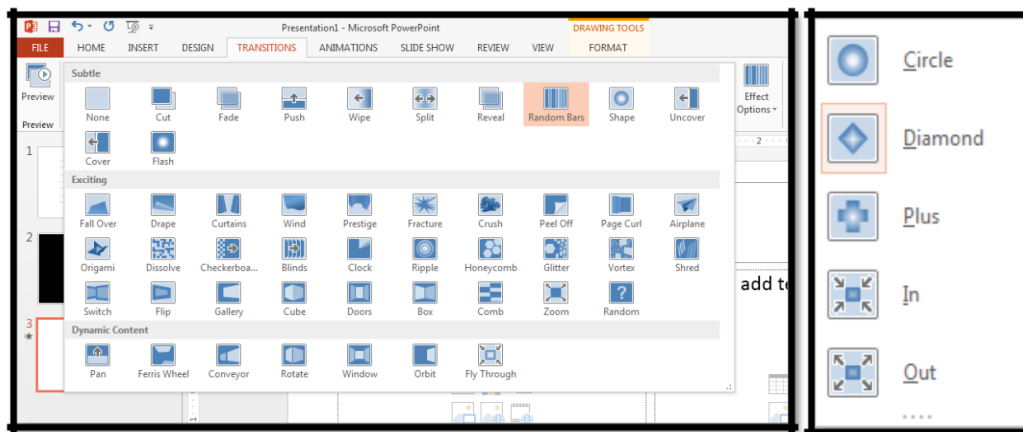 Presentation1 - Microsoft PowerPoint
DRAWING TOOLS
FILE HOME INSERT DESIGN TRANSITIONS ANIMATIONS SLIDE SHOW REVIEW VIEW FORMAT
Preview
Preview
Subtle
None Cut Fade Push Wipe Split Reveal Random Bars Shape Uncover
Cover Flash
Exciting
Fall Over Drape Curtains Wind Prestige Fracture Crush Peel Off Page Curl Airplane
Origami Dissolve Checkerboa... Blinds Clock Ripple Honeycomb Glitter Vortex Shred
Switch Flip Gallery Cube Doors Box Comb Zoom Random
Dynamic Content
Pan Ferris Wheel Conveyor Rotate Window Orbit Fly Through
Effect
Options
1
2
3
2
add te
Circle
Diamond
Plus
In
Out